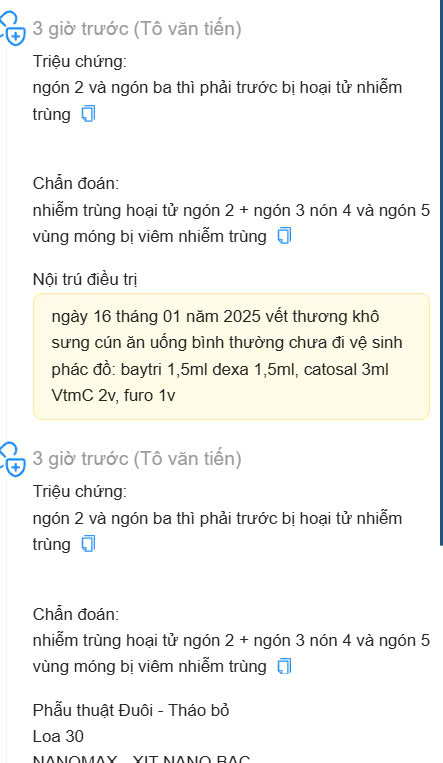 3 giờ trước (Tô văn tiến)
Triệu chứng:
ngón 2 và ngón ba thì phải trước bị hoại tử nhiễm
trùng
Chẩn đoán:
nhiễm trùng hoại tử ngón 2 + ngón 3 nón 4 và ngón 5
vùng móng bị viêm nhiễm trùng
Nội trú điều trị
ngày 16 tháng 01 năm 2025 vết thương khô
sưng cún ăn uống bình thường chưa đi vệ sinh
phác đồ: baytri 1,5ml dexa 1,5ml, catosal 3ml
VtmC 2v, furo 1v
3 giờ trước (Tô văn tiến)
Triệu chứng:
ngón 2 và ngón ba thì phải trước bị hoại tử nhiễm
trùng
Chẩn đoán:
nhiễm trùng hoại tử ngón 2 + ngón 3 nón 4 và ngón 5
vùng móng bị viêm nhiễm trùng
Phẫu thuật Đuôi - Tháo bỏ
Loa 30
NANOMAX - XIT NANO BAC